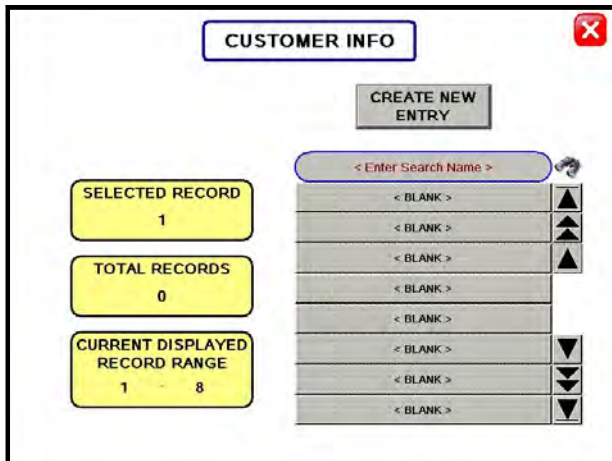 CUSTOMER INFO
CREATE NEW
ENTRY
< Enter Search Name >
SELECTED RECORD
1
TOTAL RECORDS
0
CURRENT DISPLAYED
RECORD RANGE
1 - 8
< BLANK >
< BLANK >
< BLANK >
< BLANK >
< BLANK >
< BLANK >
< BLANK >
< BLANK >